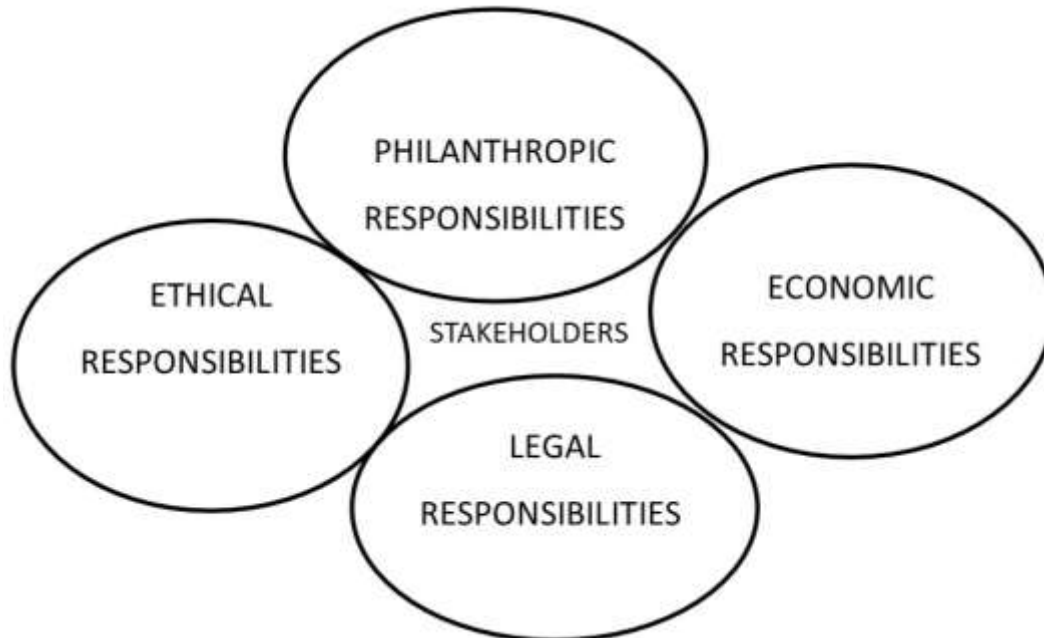 PHILANTHROPIC
RESPONSIBILITIES
ETHICAL
RESPONSIBILITIES
STAKEHOLDERS
ECONOMIC
RESPONSIBILITIES
LEGAL
RESPONSIBILITIES